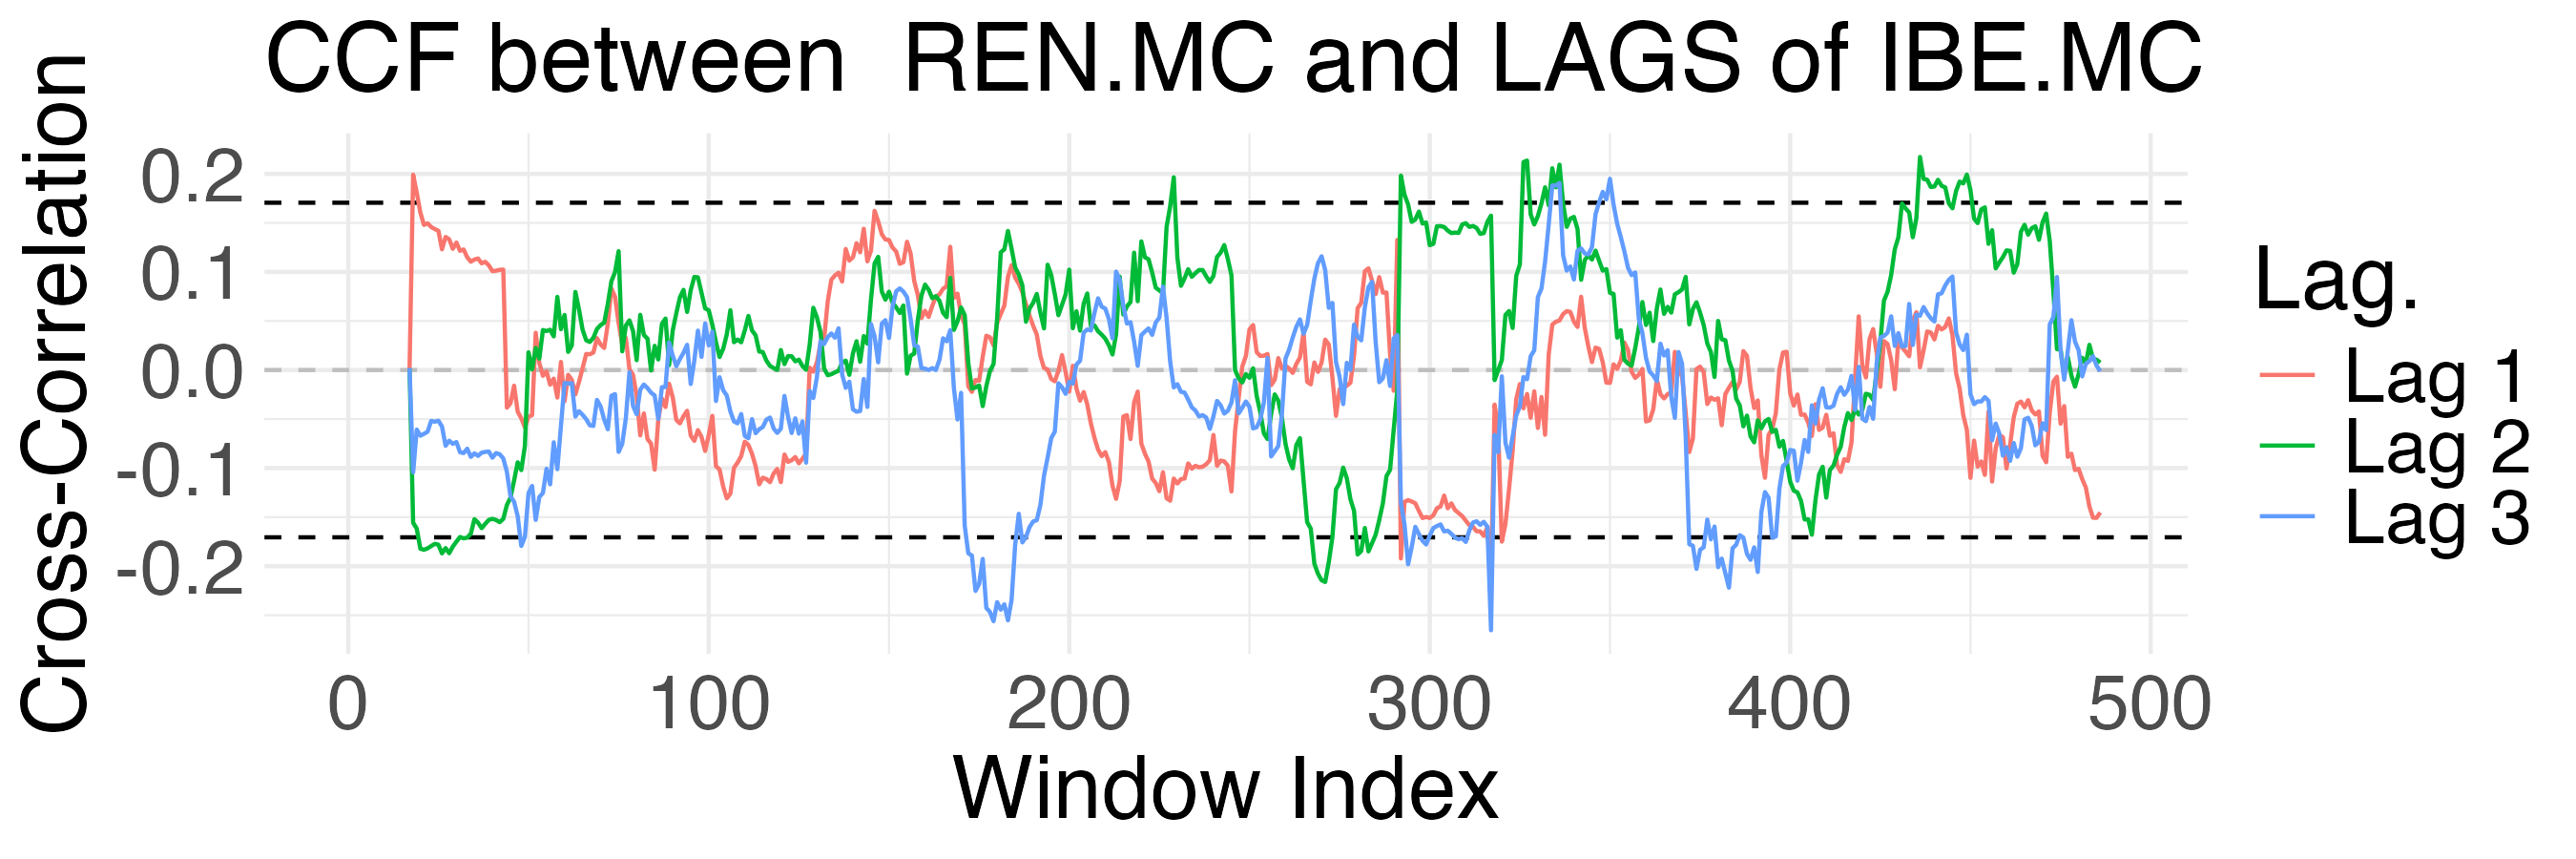 CCF between REN.MC and LAGS of IBE.MC
Cross-Correlation
0.2
0.1
0.0
-0.1
-0.2
0 100 200 300 400 500
Window Index
Lag.
Lag 1
Lag 2
Lag 3